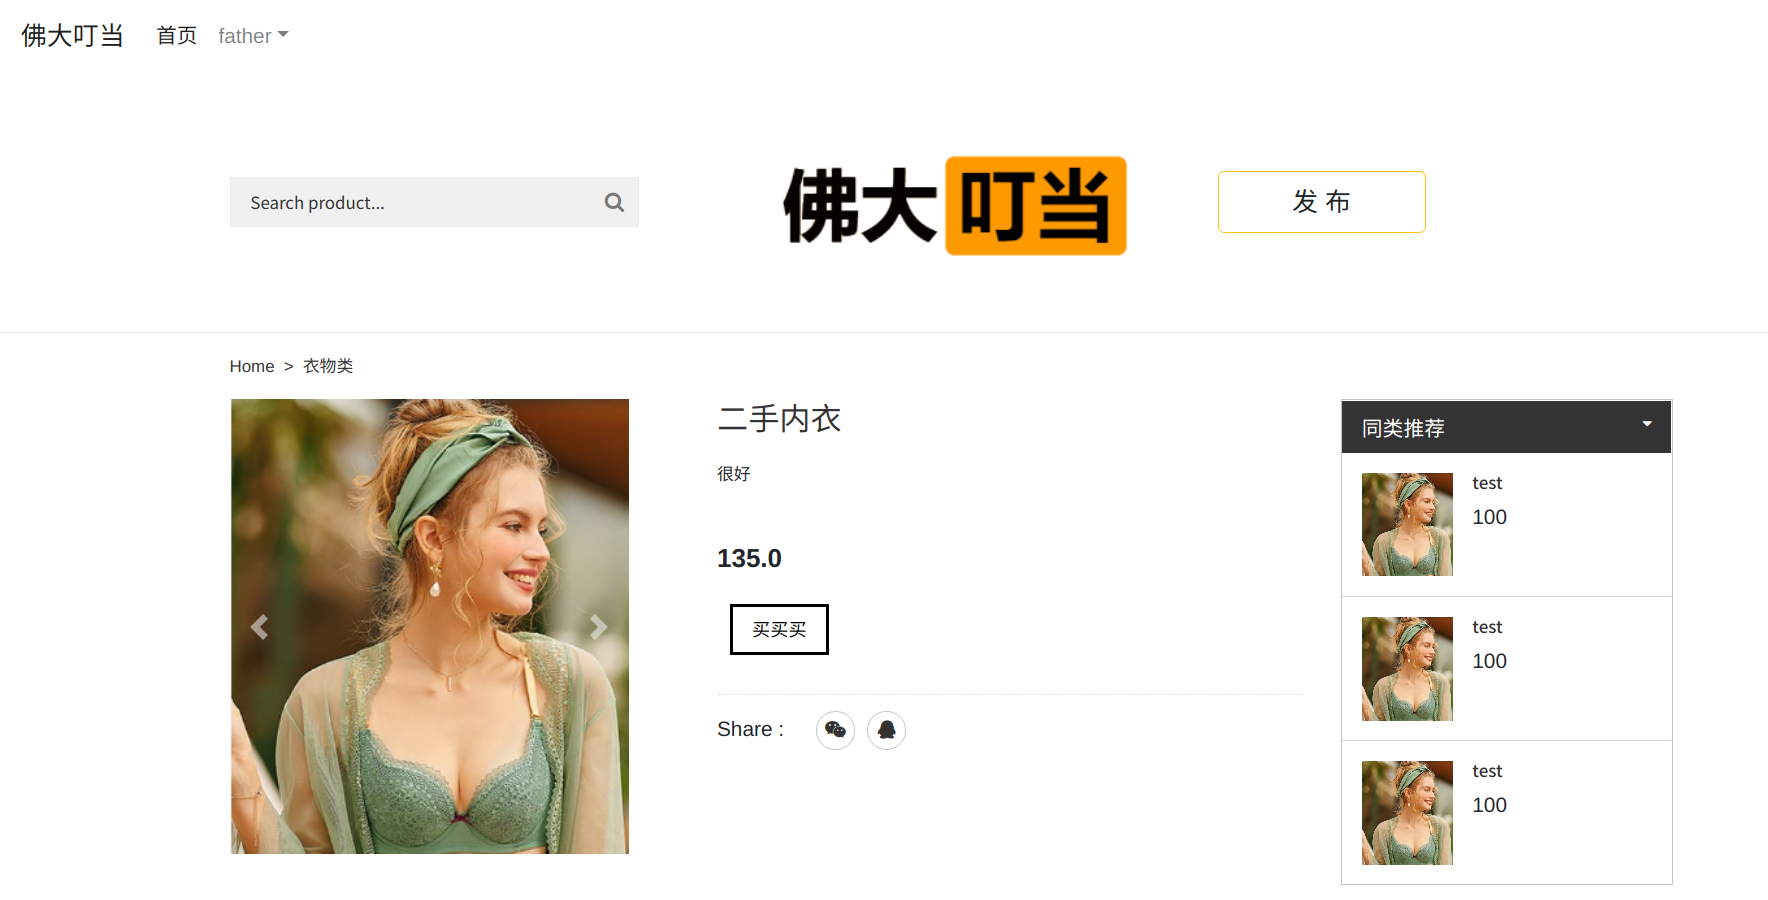 佛大叮当 首页 father
Search product...
佛大叮当
发 布
Home > 衣物类
二手内衣
很好
135.0
买买买
Share :
同类推荐
test
100
test
100
test
100